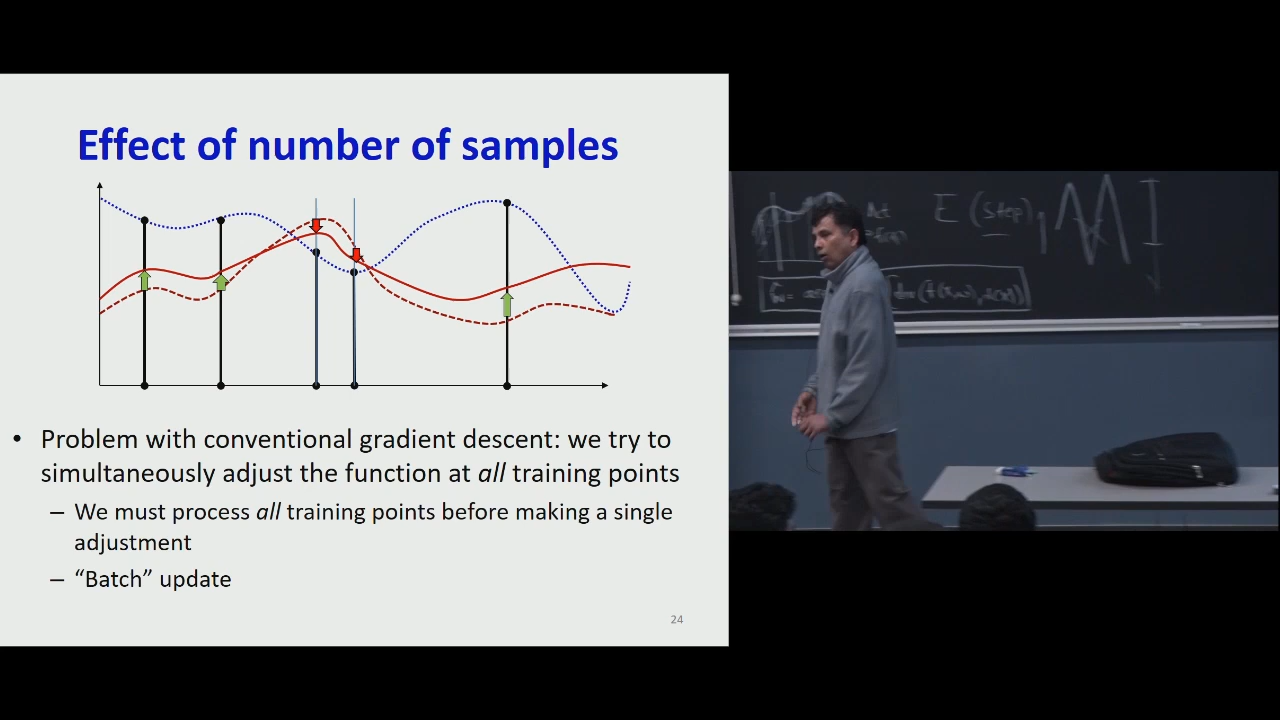 Effect of number of samples
• Problem with conventional gradient descent: we try to
simultaneously adjust the function at all training points
– We must process all training points before making a single
adjustment
– “Batch” update
24
E (step)